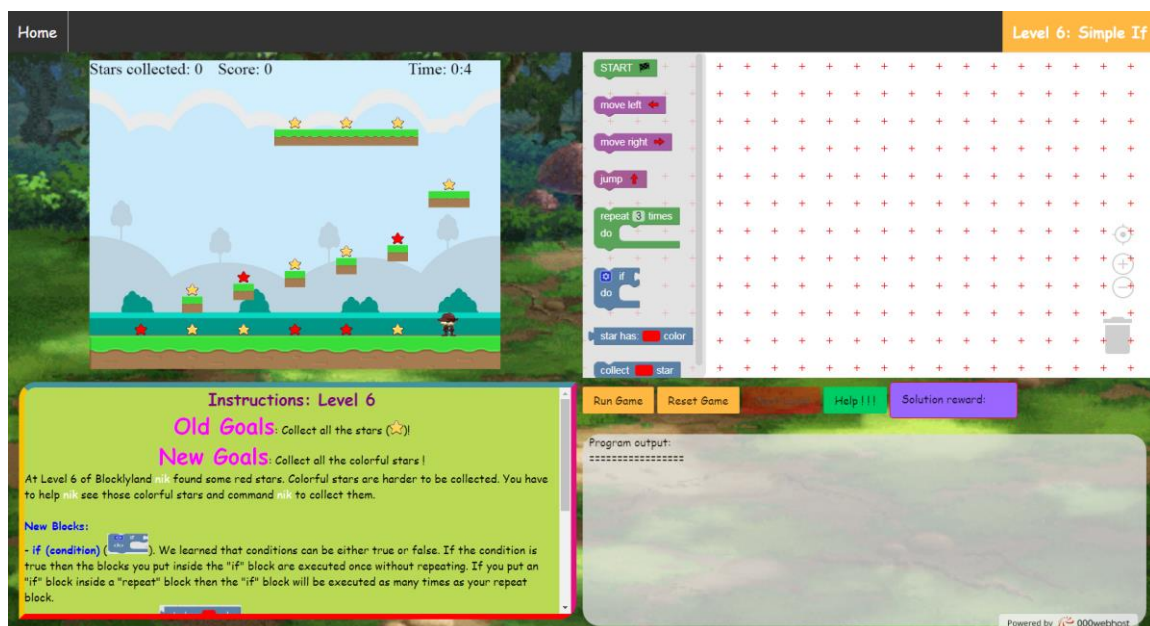 Home
Level 6: Simple If
Stars collected: 0 Score: 0 Time: 0:4
START
move left
move right
jump
repeat 3 times
do
if
do
star has: color
collect star
Instructions: Level 6
Old Goals: Collect all the stars ( )!
New Goals: Collect all the colorful stars !
At Level 6 of Blocklyland nik found some red stars. Colorful stars are harder to be collected. You have
to help nik see those colorful stars and command nik to collect them.
New Blocks:
- if (condition) ( ). We learned that conditions can be either true or false. If the condition is
true then the blocks you put inside the "if" block are executed once without repeating. If you put an
"if" block inside a "repeat" block then the "if" block will be executed as many times as your repeat
block.
Run Game
Reset Game
Help !!!
Solution reward:
Program output:
=================
Powered by 000webhost